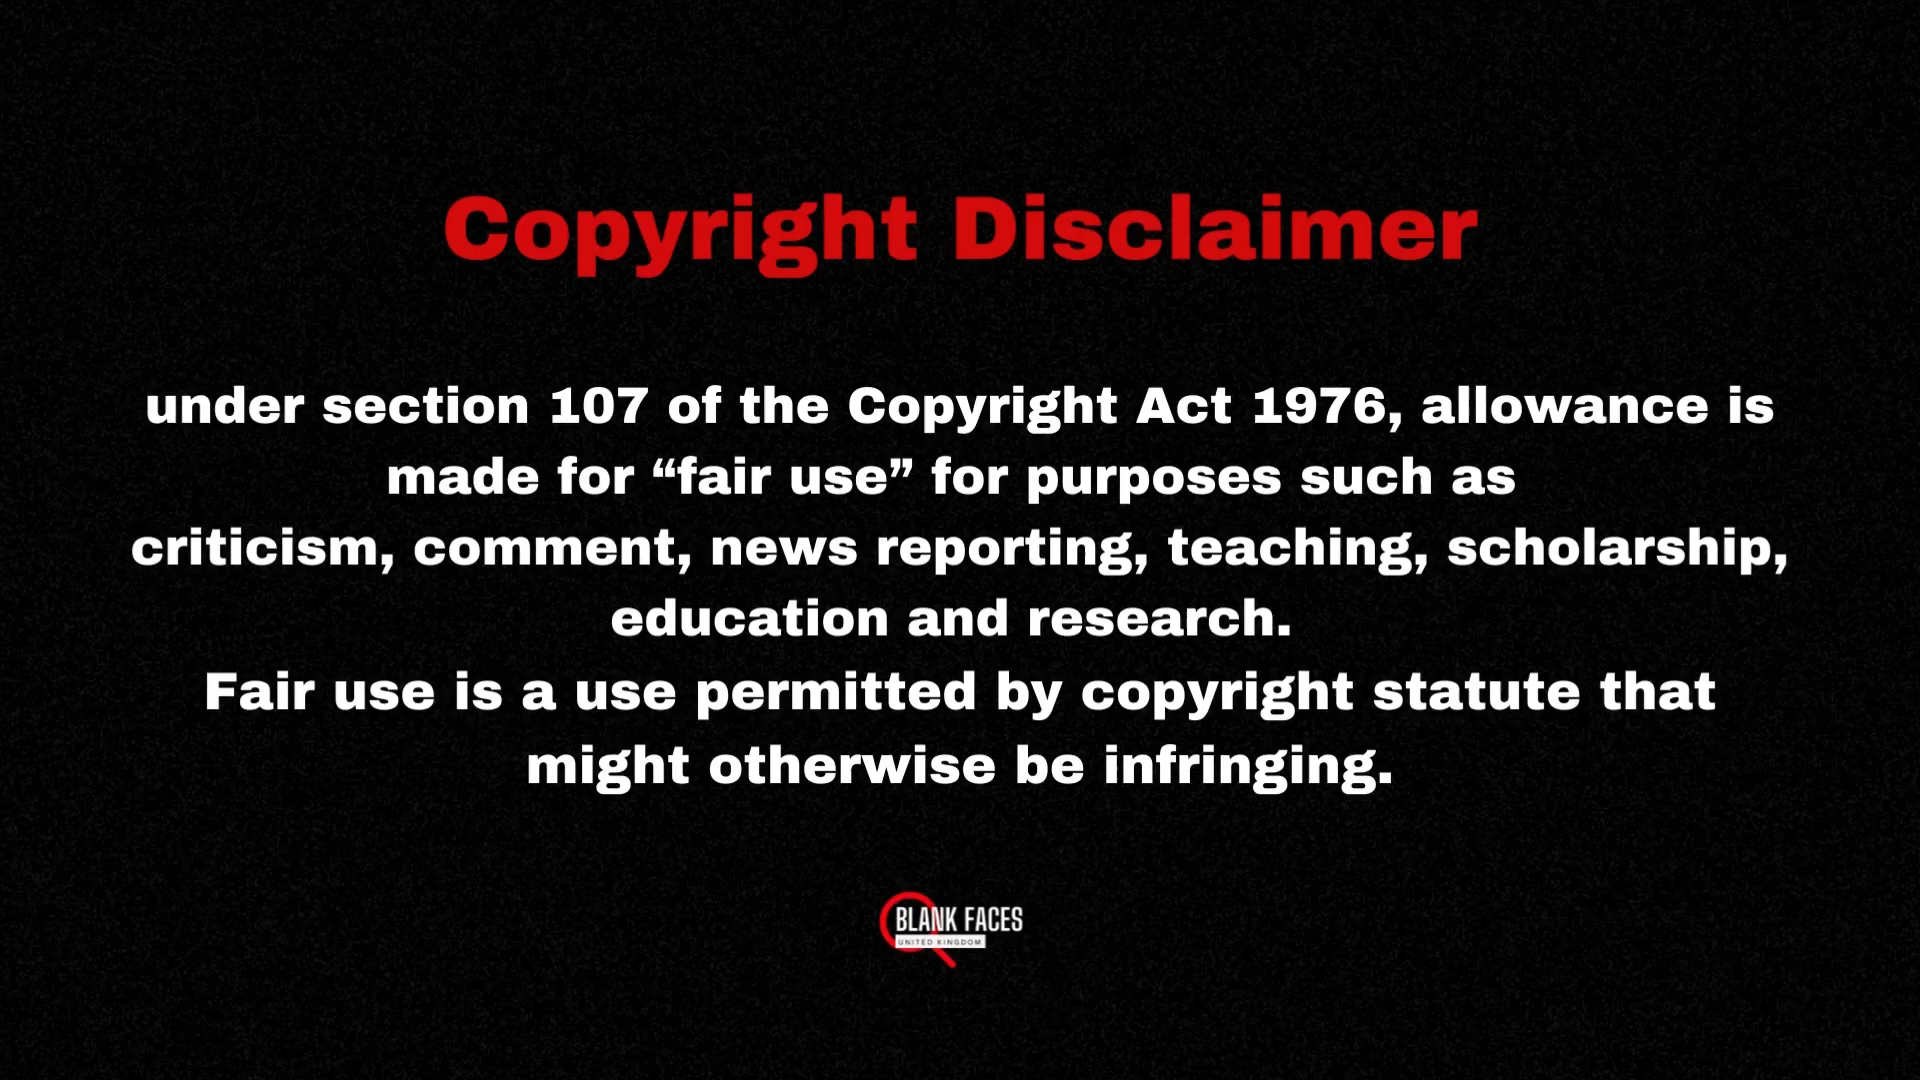 Copyright Disclaimer
under section 107 of the Copyright Act 1976, allowance is
made for “fair use” for purposes such as
criticism, comment, news reporting, teaching, scholarship,
education and research.
Fair use is a use permitted by copyright statute that
might otherwise be infringing.
BLANK FACES
UNITED KINGDOM